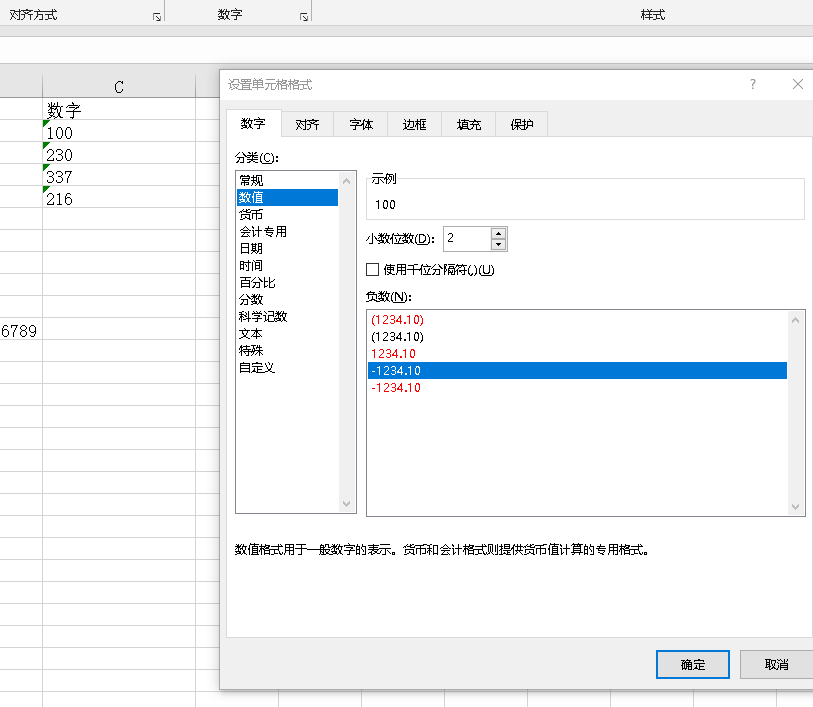 对齐方式
数字
样式
C
数字
100
230
337
216
6789
设置单元格格式
?
数字
对齐
字体
边框
填充
保护
分类(C):
常规
数值
货币
会计专用
日期
时间
百分比
分数
科学记数
文本
特殊
自定义
示例
100
小数位数(D): 2
使用千位分隔符(,)(U)
负数(N):
(1234.10)
(1234.10)
1234.10
-1234.10
-1234.10
数值格式用于一般数字的表示。货币和会计格式则提供货币值计算的专用格式。
确定
取消